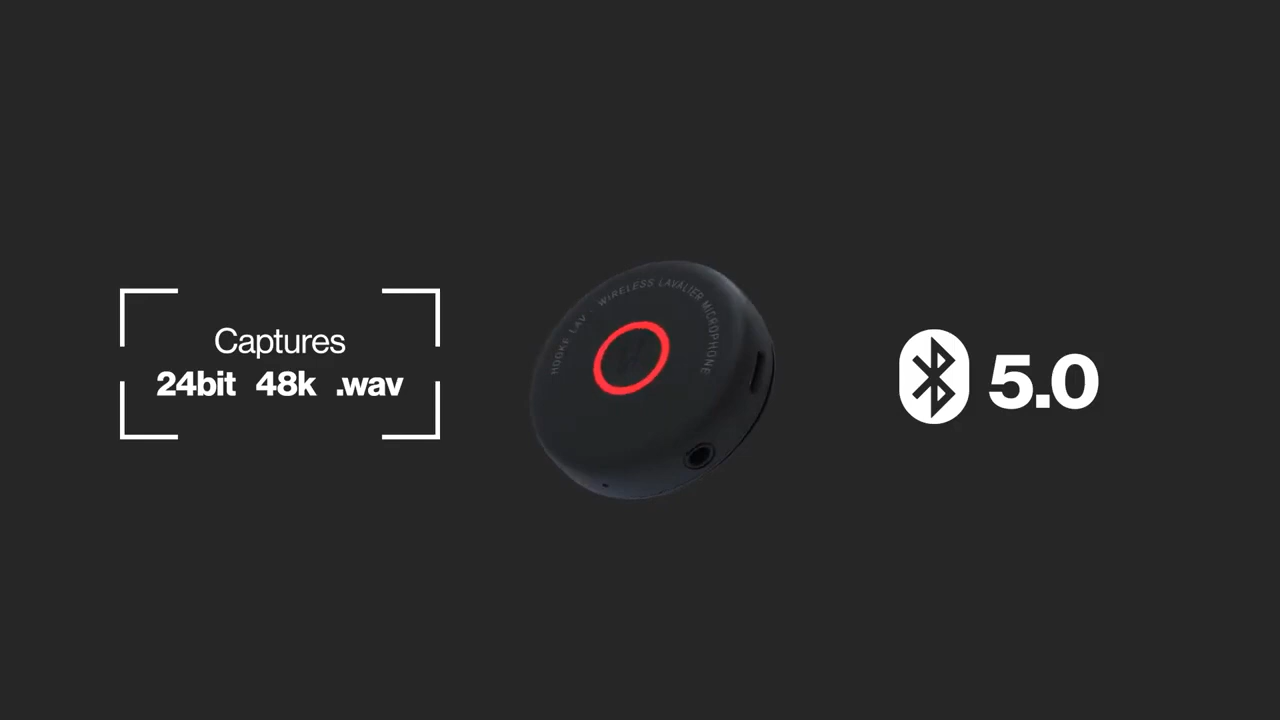 Captures
24bit 48k .wav
HOOKE LAV · WIRELESS LAVALIER MICROPHONE
5.0